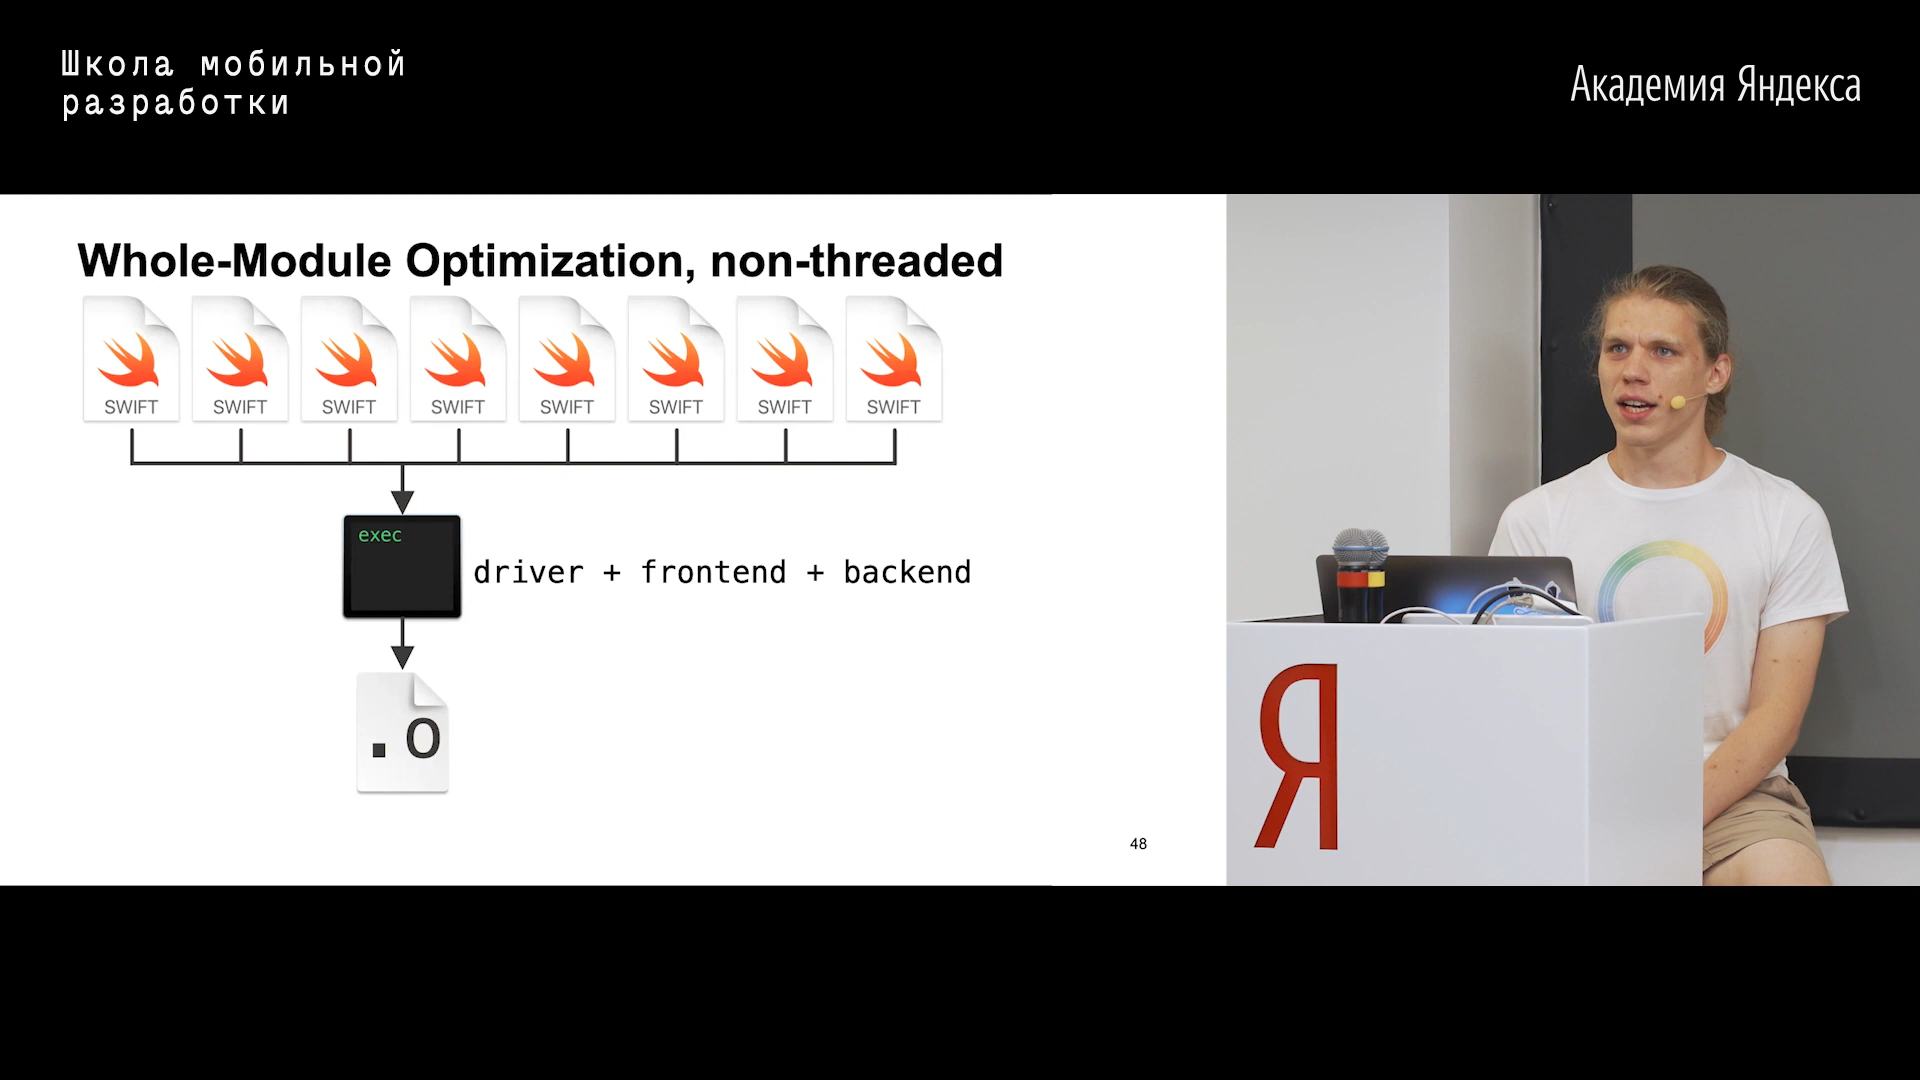 Школа мобильной
разработки
Академия Яндекса
Whole-Module Optimization, non-threaded
SWIFT SWIFT SWIFT SWIFT SWIFT SWIFT SWIFT SWIFT
exec
driver + frontend + backend
.o
48
Я